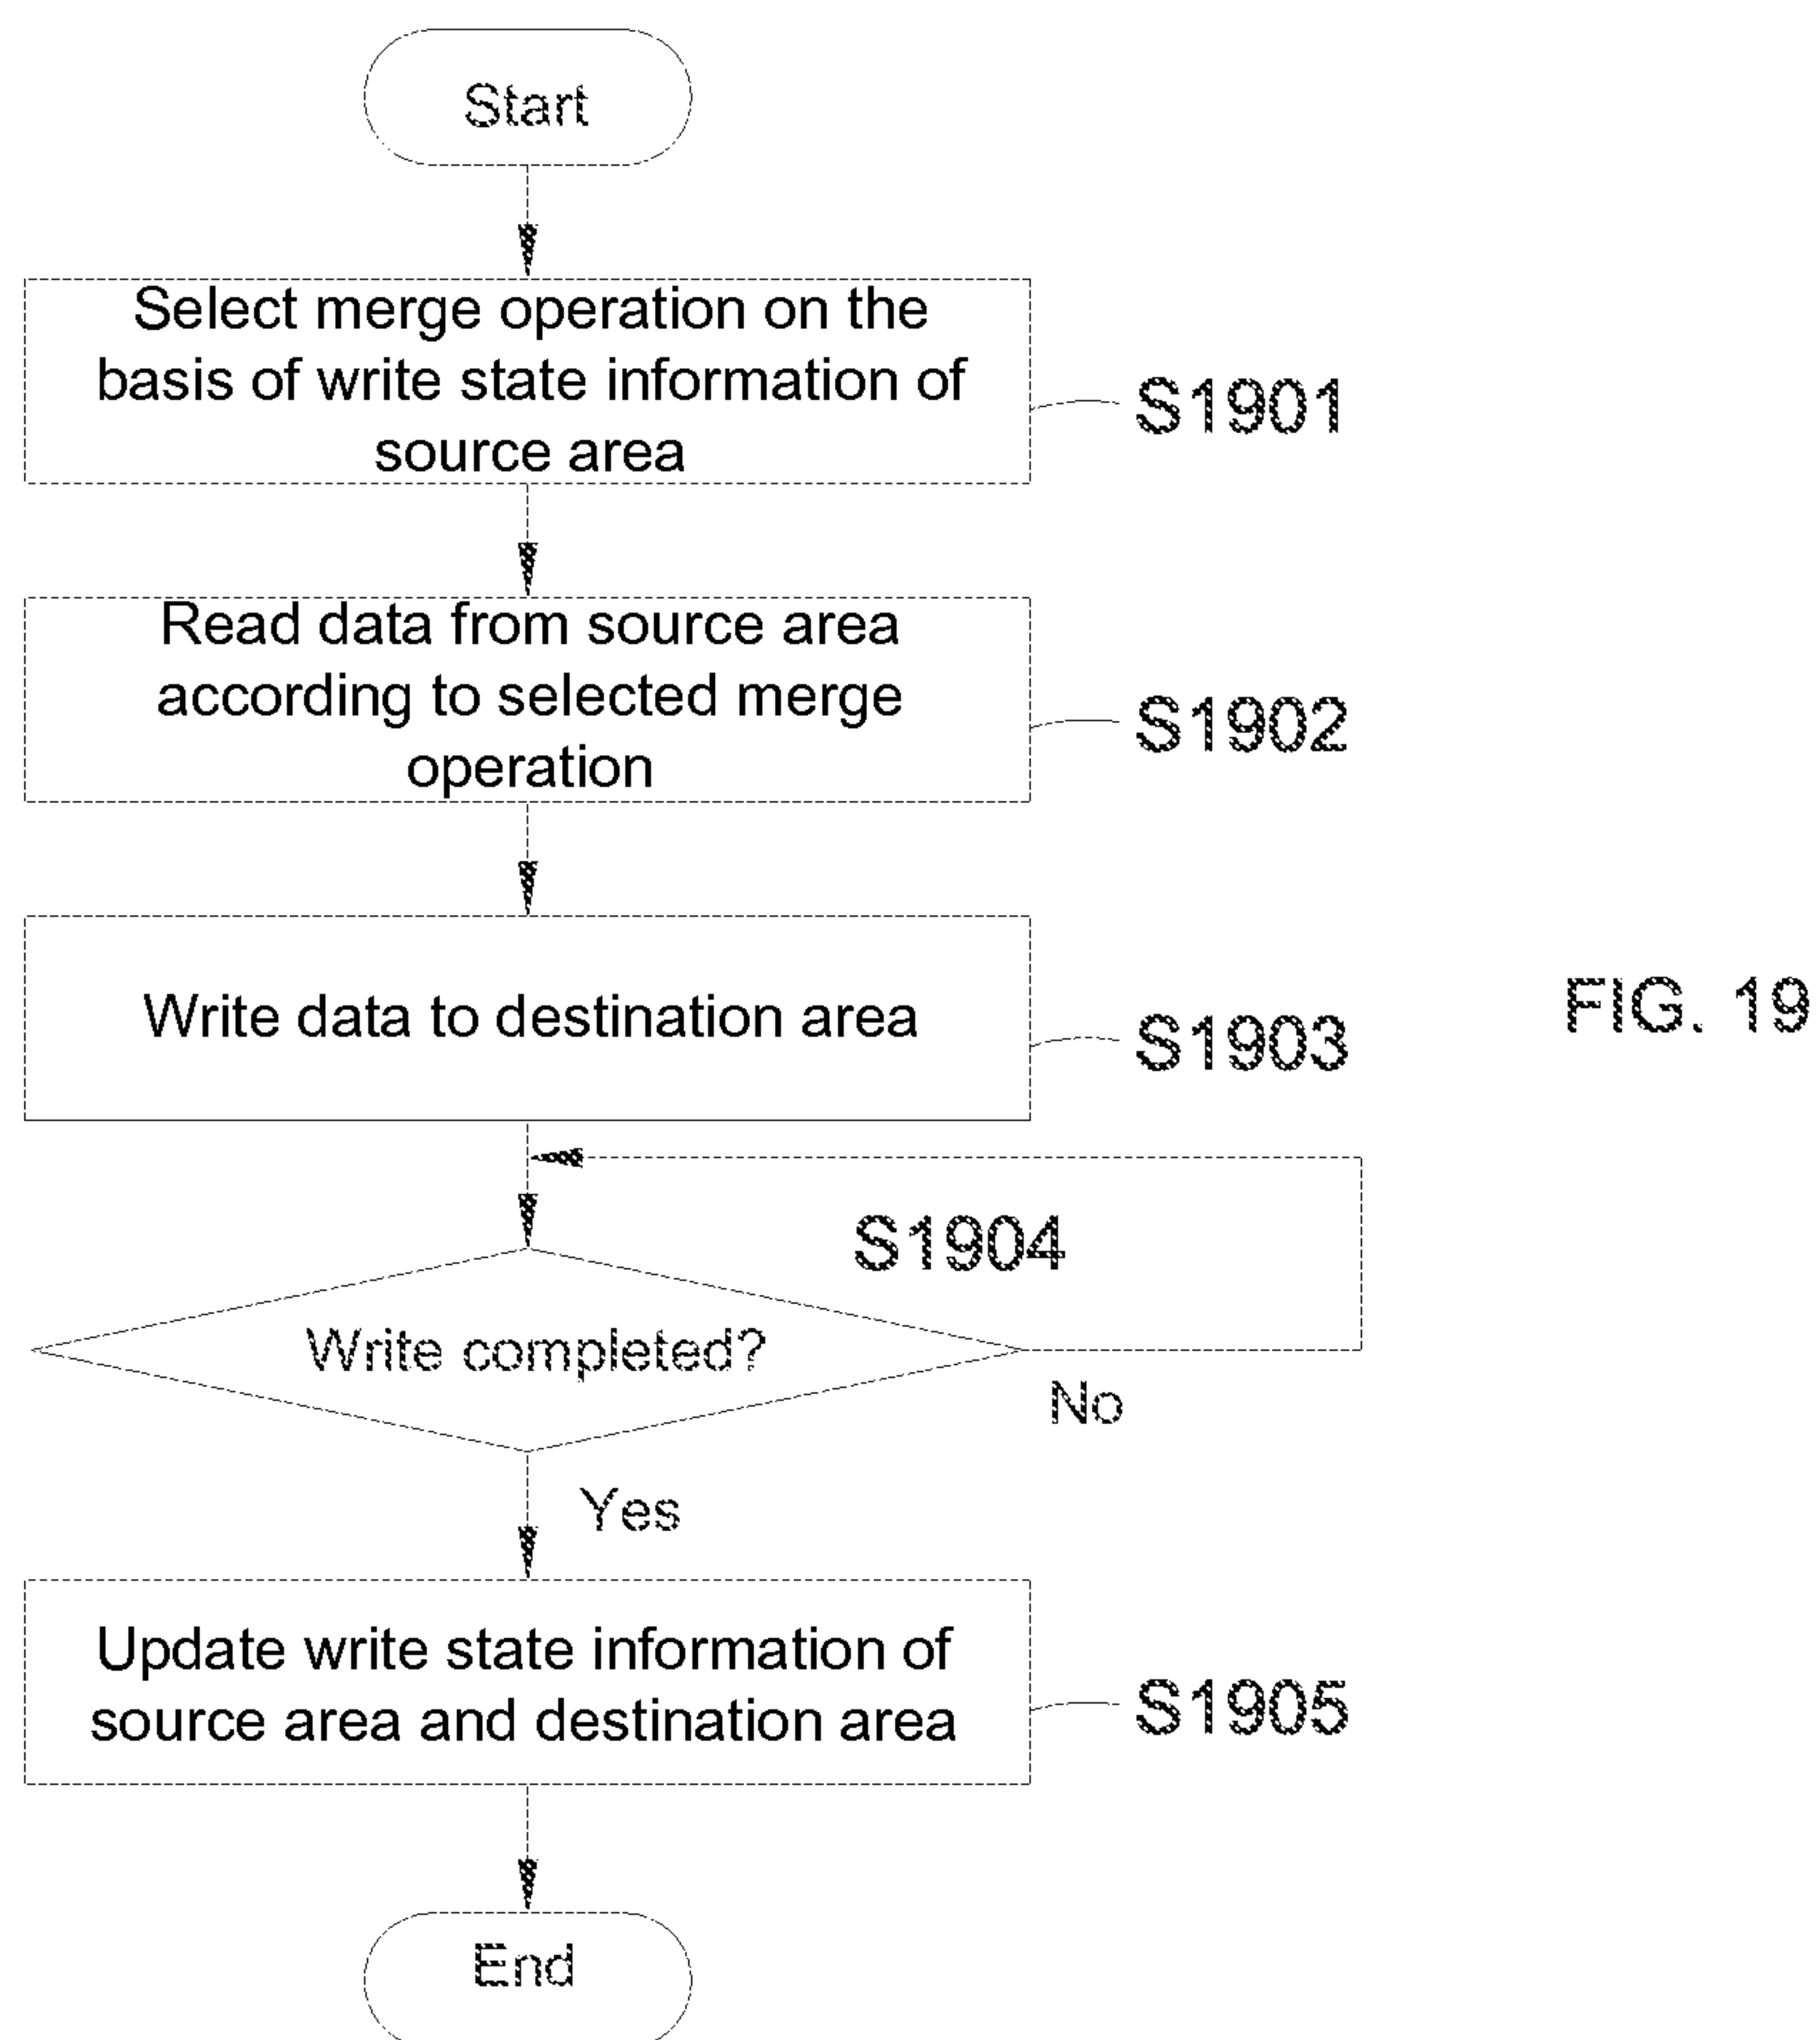 Start
Select merge operation on the
basis of write state information of
source area
S1901
Read data from source area
according to selected merge
operation
S1902
Write data to destination area
S1903
FIG. 19
S1904
Write completed?
No
Yes
Update write state information of
source area and destination area
S1905
End